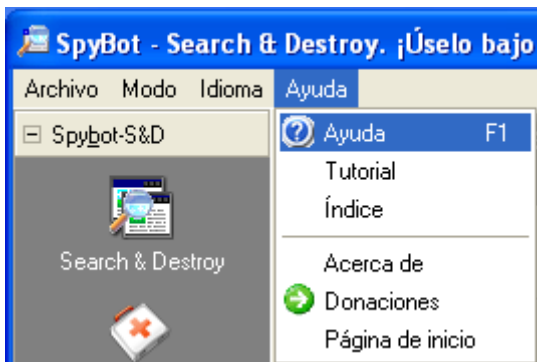 SpyBot - Search & Destroy. ¡Úselo bajo
Archivo Modo Idioma Ayuda
Spybot-S&D
Search & Destroy
Ayuda F1
Tutorial
Índice
Acerca de
Donaciones
Página de inicio